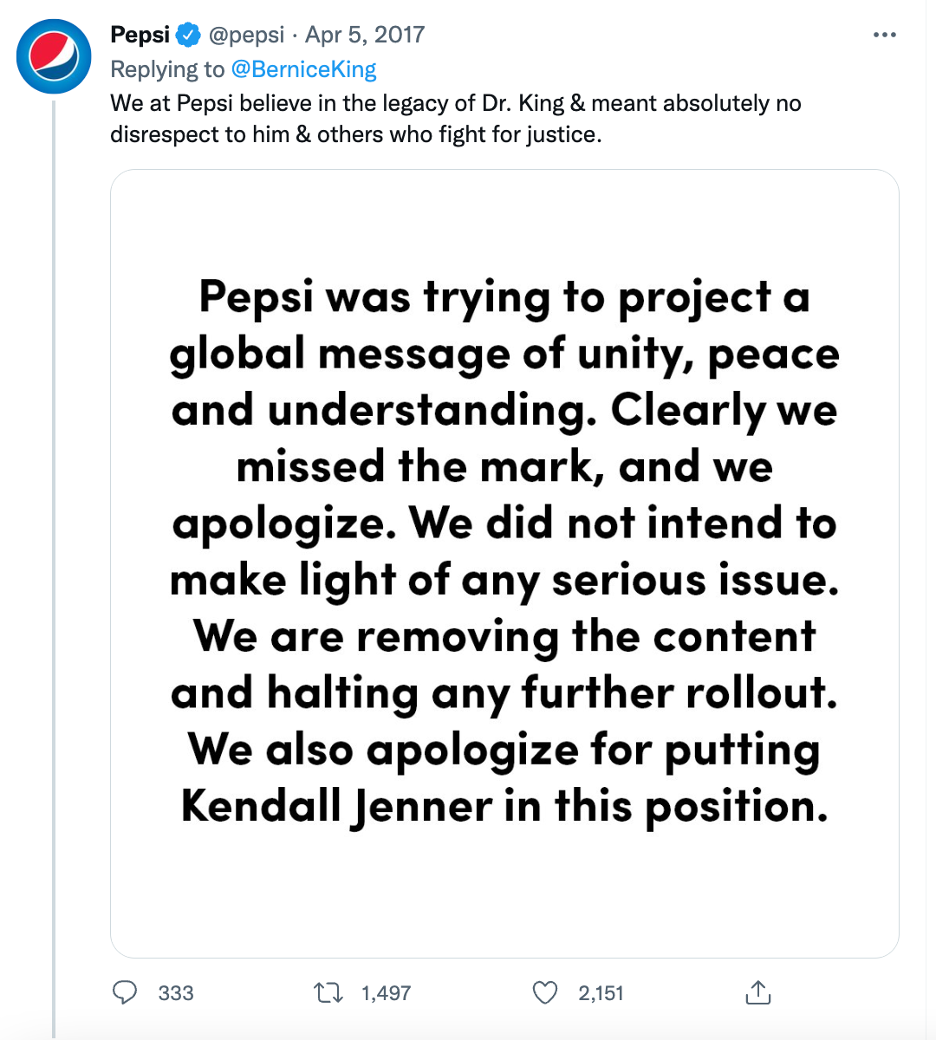 Pepsi @pepsi · Apr 5, 2017
Replying to @BerniceKing
We at Pepsi believe in the legacy of Dr. King & meant absolutely no
disrespect to him & others who fight for justice.
Pepsi was trying to project a
global message of unity, peace
and understanding. Clearly we
missed the mark, and we
apologize. We did not intend to
make light of any serious issue.
We are removing the content
and halting any further rollout.
We also apologize for putting
Kendall Jenner in this position.
333 1,497 2,151